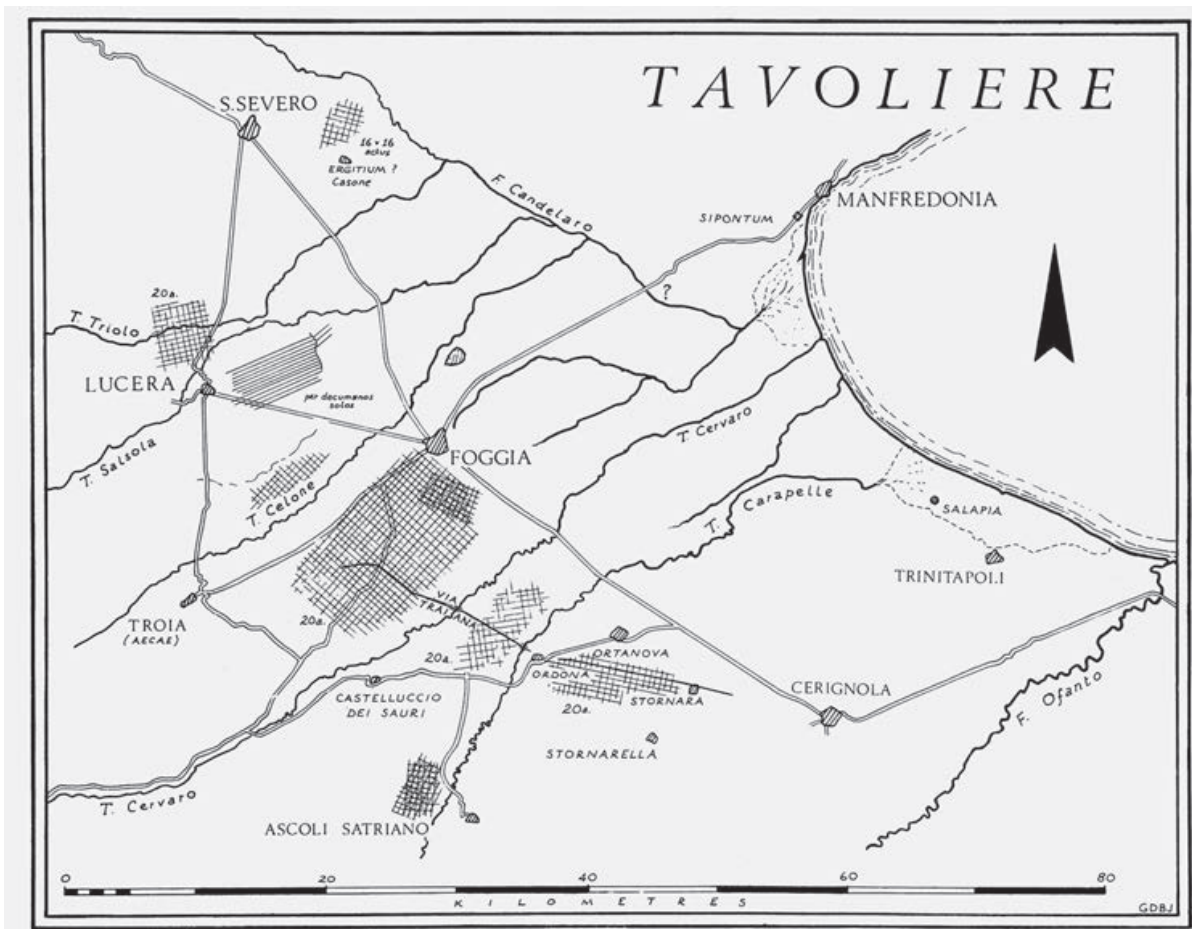 TAVOLIERE
S.SEVERO
16 × 16
actus
ERGITIUM ?
Casone
F. Candelaro
MANFREDONIA
SIPONTUM
?
20a.
T. Triolo
LUCERA
per decumanos
solos
T. Salsola
FOGGIA
T. Cervaro
T. Celone
T. Carapelle
SALAPIA
TRINITAPOLI
VIA
TRAIANA
TROIA
(AECAE)
20a.
20a.
ORTANOVA
ORDONA
STORNARA
20a.
CASTELLUCCIO
DEI SAURI
CERIGNOLA
F. Ofanto
STORNARELLA
T. Cervaro
ASCOLI SATRIANO
0 20 40 60 80
KILOMETRES
GDBJ